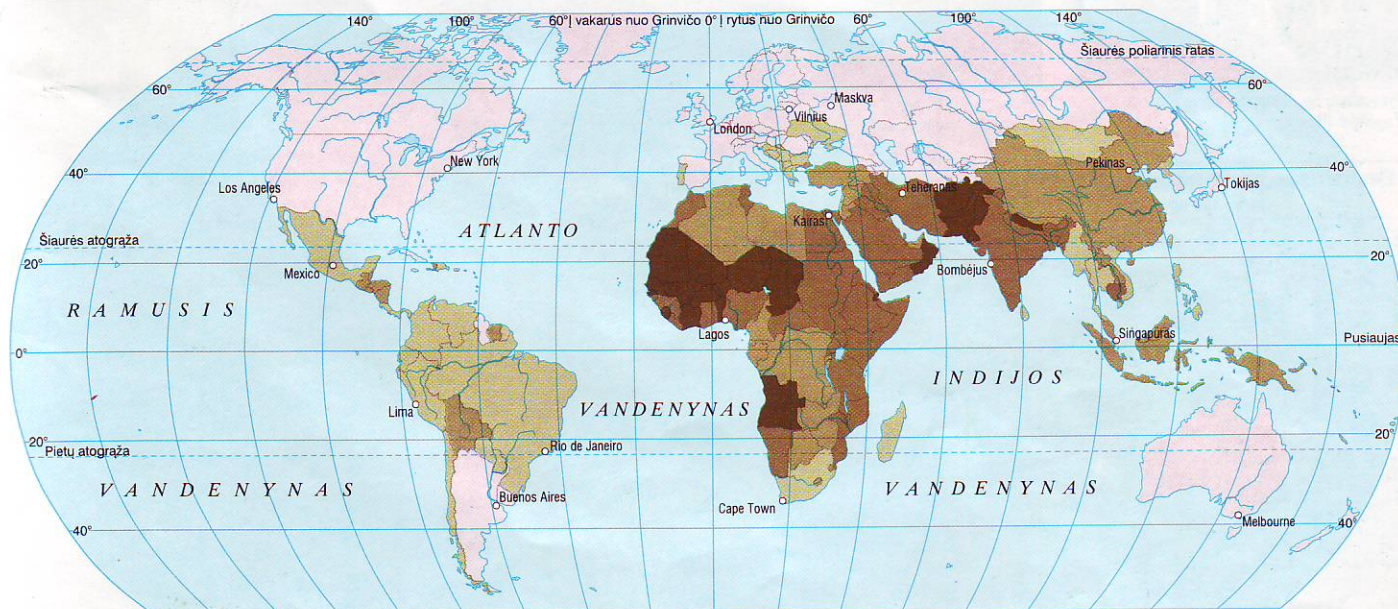 140° 100° 60° Į vakarus nuo Grinvičo 0° Į rytus nuo Grinvičo 60° 100° 140°
Šiaurės poliarinis ratas
60° 60°
Maskva
Vilnius
London
New York
Pekinas
40° 40°
Los Angeles
Teheranas
Tokijas
Kairas
ATLANTO
Šiaurės atogrąža
20° 20°
Mexico
Bombėjus
RAMUSIS
Lagos
Singapūras
Pusiaujas
0°
INDIJOS
Lima
VANDENYNAS
20° 20°
Rio de Janeiro
Pietų atogrąža
VANDENYNAS
VANDENYNAS
Buenos Aires
Cape Town
Melbourne
40° 40°